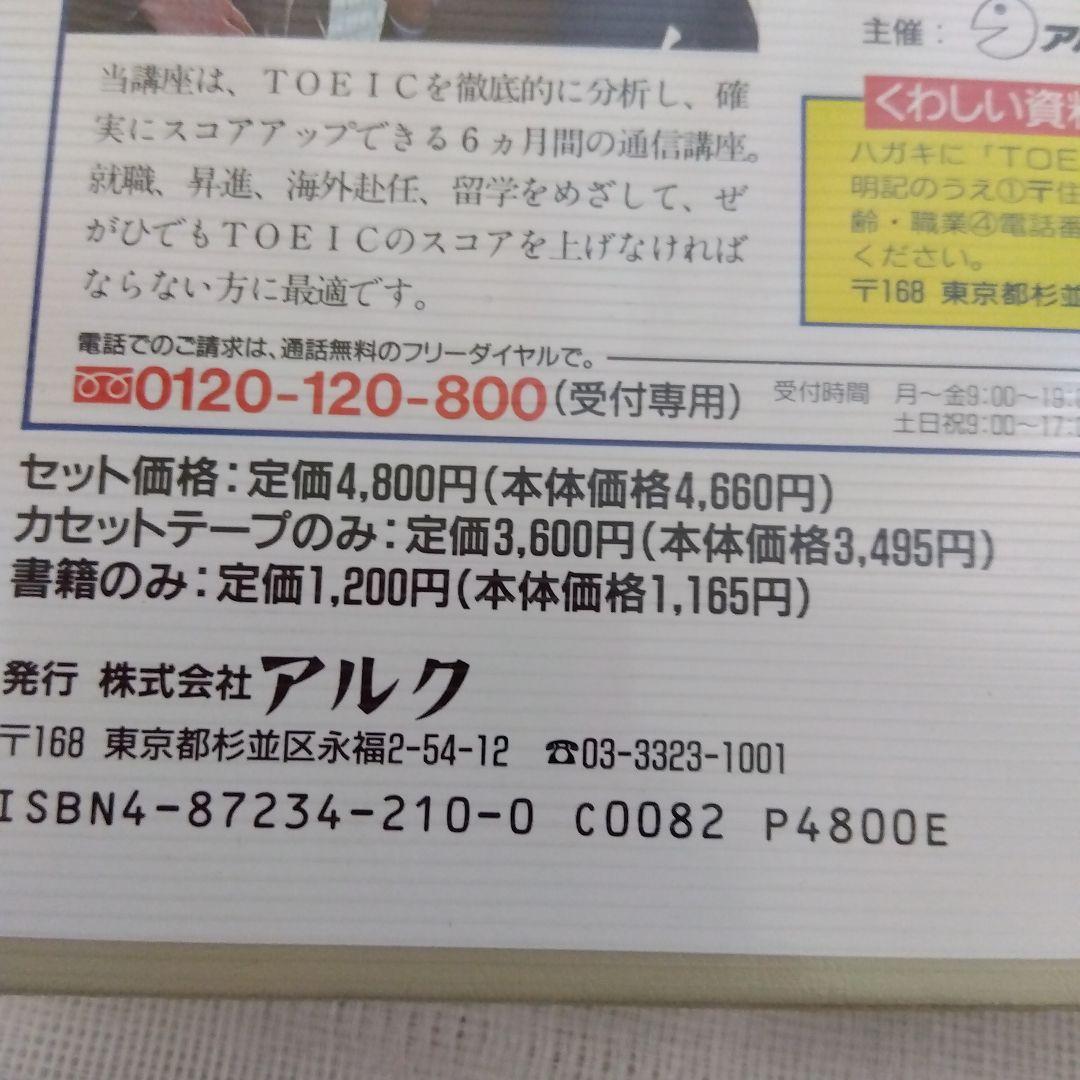 当講座は、ＴＯＥＩＣを徹底的に分析し、確
実にスコアアップできる６ヵ月間の通信講座。
就職、昇進、海外赴任、留学をめざして、ぜ
がひでもＴＯＥＩＣのスコアを上げなければ
ならない方に最適です。
電話でのご請求は、通話無料のフリーダイヤルで。
0120-120-800(受付専用)
受付時間 月～金9:00～19:
土日祝9:00～17:
主催：アル
くわしい資料
ハガキに「TOE
明記のうえ①〒住
齢・職業④電話番
ください。
〒168 東京都杉並
セット価格：定価4,800円(本体価格4,660円)
カセットテープのみ：定価3,600円(本体価格3,495円)
書籍のみ：定価1,200円(本体価格1,165円)
発行 株式会社アルク
〒168 東京都杉並区永福2-54-12 ☎03-3323-1001
ISBN4-87234-210-0 C0082 P4800E